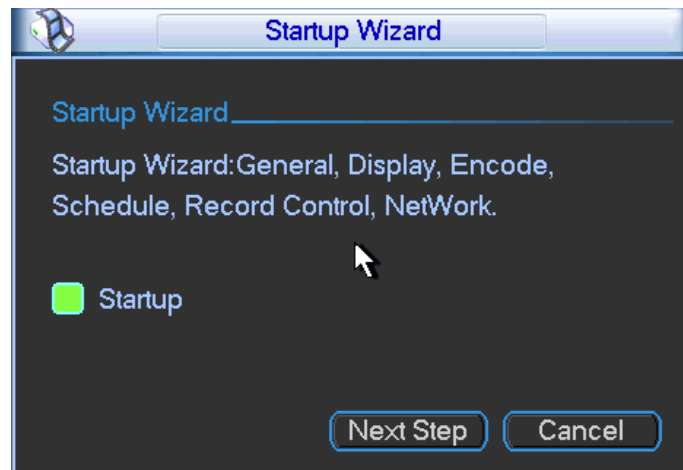 Startup Wizard
Startup Wizard
Startup Wizard:General, Display, Encode,
Schedule, Record Control, NetWork.
Startup
Next Step
Cancel